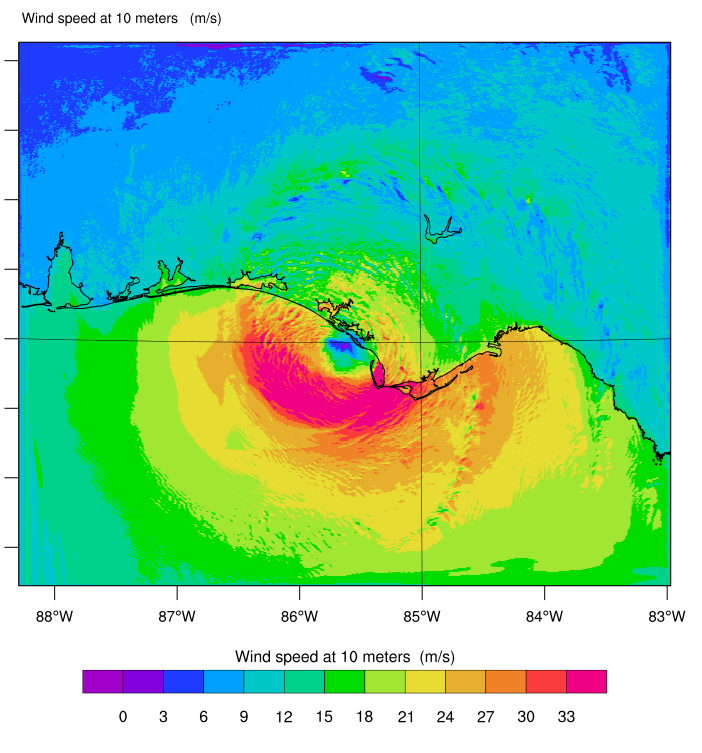 Wind speed at 10 meters (m/s)
88°W 87°W 86°W 85°W 84°W 83°W
Wind speed at 10 meters (m/s)
0 3 6 9 12 15 18 21 24 27 30 33